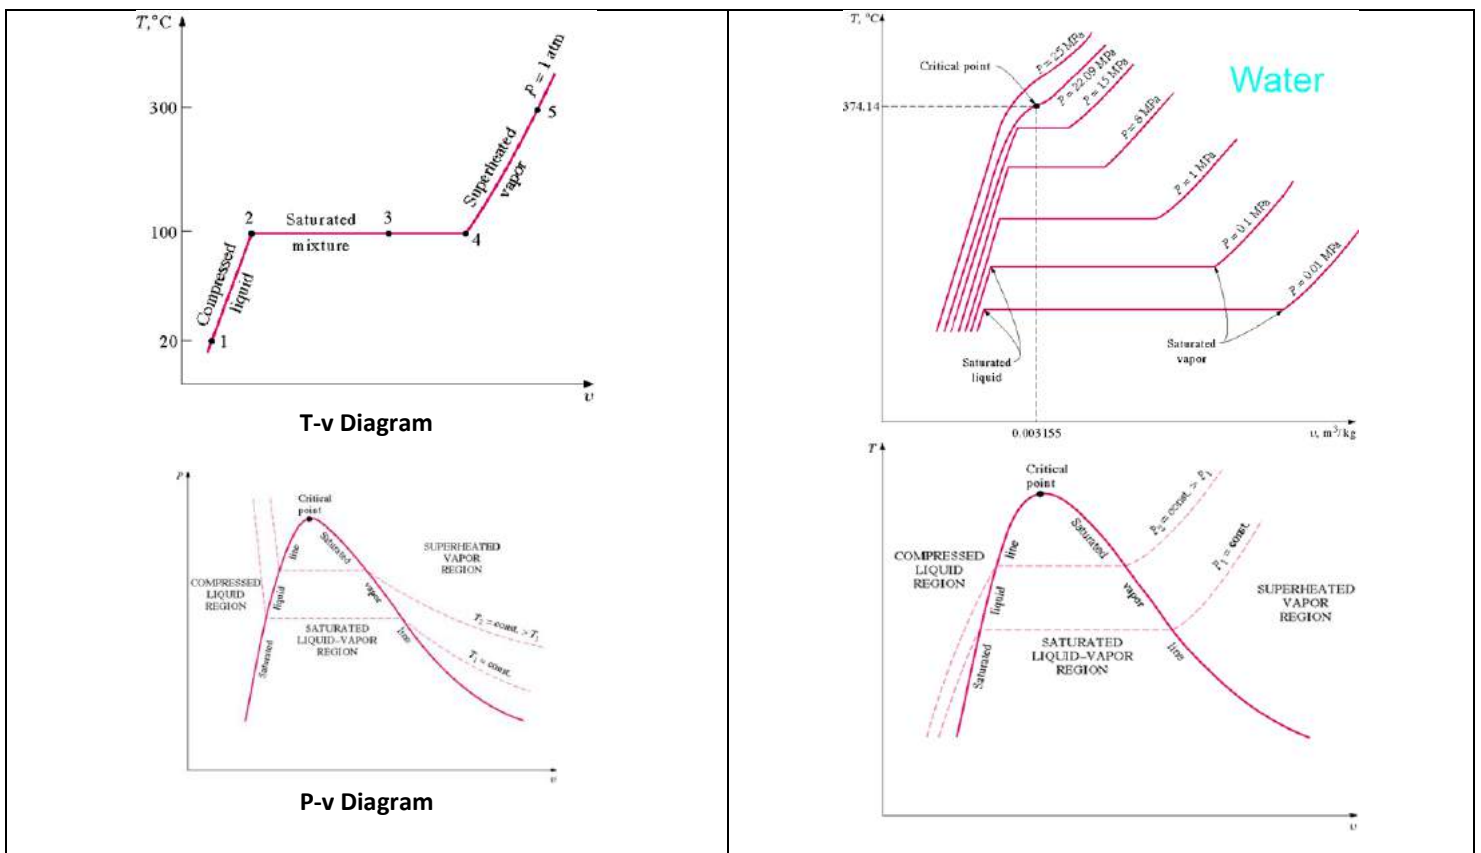 T,°C
300
100
20
1
2
3
4
5
Compressed
liquid
Saturated
mixture
Superheated
vapor
P = 1 atm
υ
T-v Diagram
P
Critical
point
line
Saturated
SUPERHEATED
VAPOR
REGION
COMPRESSED
LIQUID
REGION
liquid
vapor
T₂ = const. > T₁
SATURATED
LIQUID–VAPOR
REGION
line
T₁ = const.
Saturated
υ
P-v Diagram
T, °C
Critical point
P = 25 MPa
P = 22.09 MPa
P = 15 MPa
Water
374.14
P = 8 MPa
P = 1 MPa
P = 0.1 MPa
P = 0.01 MPa
Saturated
liquid
Saturated
vapor
0.003155
υ, m³/kg
T
Critical
point
P₂ = const. > P₁
Saturated
line
P₁ = const.
COMPRESSED
LIQUID
REGION
liquid
vapor
SUPERHEATED
VAPOR
REGION
SATURATED
LIQUID–VAPOR
REGION
line
Saturated
υ